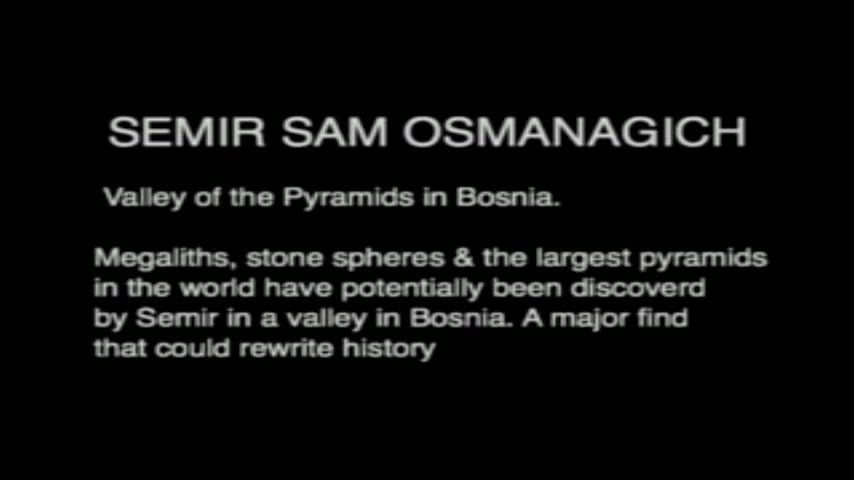 SEMIR SAM OSMANAGICH
Valley of the Pyramids in Bosnia.
Megaliths, stone spheres & the largest pyramids
in the world have potentially been discoverd
by Semir in a valley in Bosnia. A major find
that could rewrite history